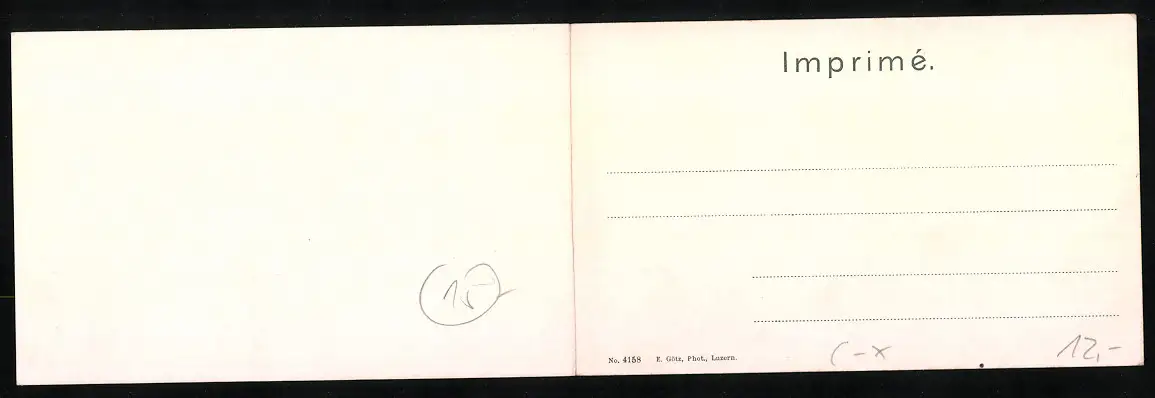 Imprimé.
15
No. 4158 E. Götz, Phot., Luzern.
(-x
12,-